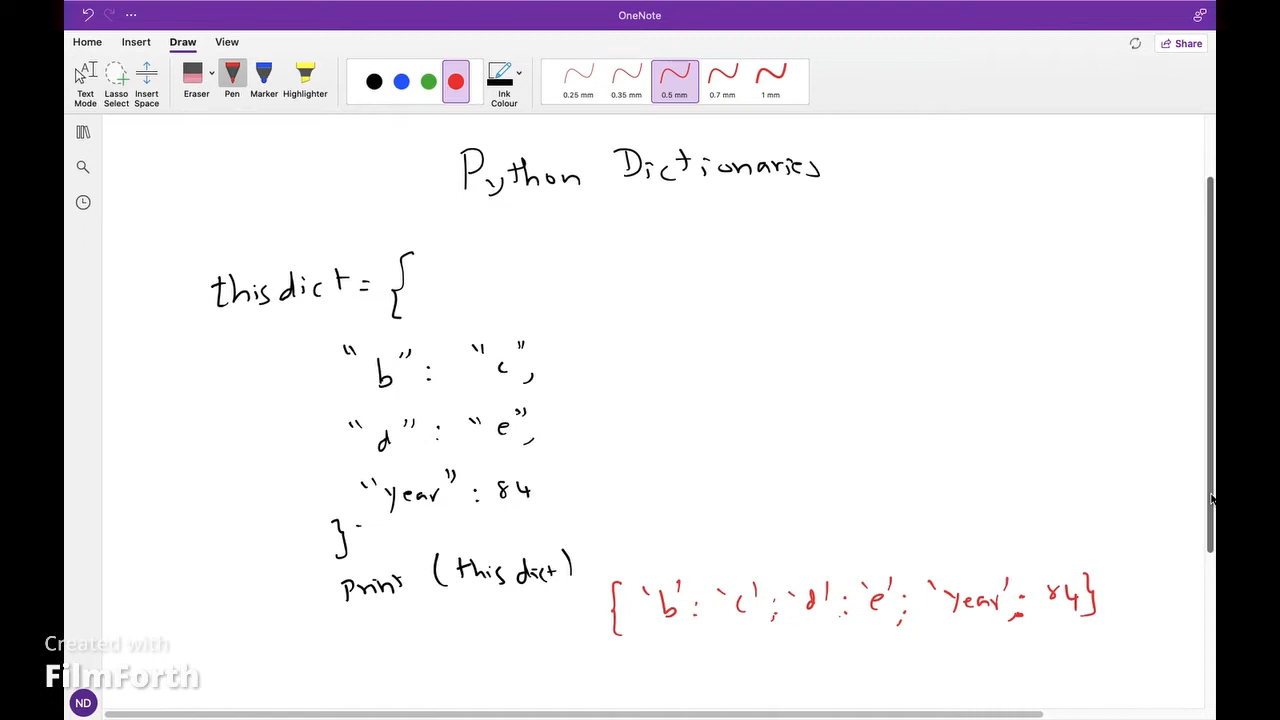 OneNote
Home Insert Draw View
Share
Text Mode Lasso Select Insert Space Eraser Pen Marker Highlighter Ink Colour 0.25 mm 0.35 mm 0.5 mm 0.7 mm 1 mm
Python Dictionaries
thisdict = {
"b" : "c",
"d" : "e",
"year" : 84
}
print (thisdict)
{ 'b' : 'c' ; 'd' : 'e' ; 'year' : 84}
Created with
FilmForth
ND